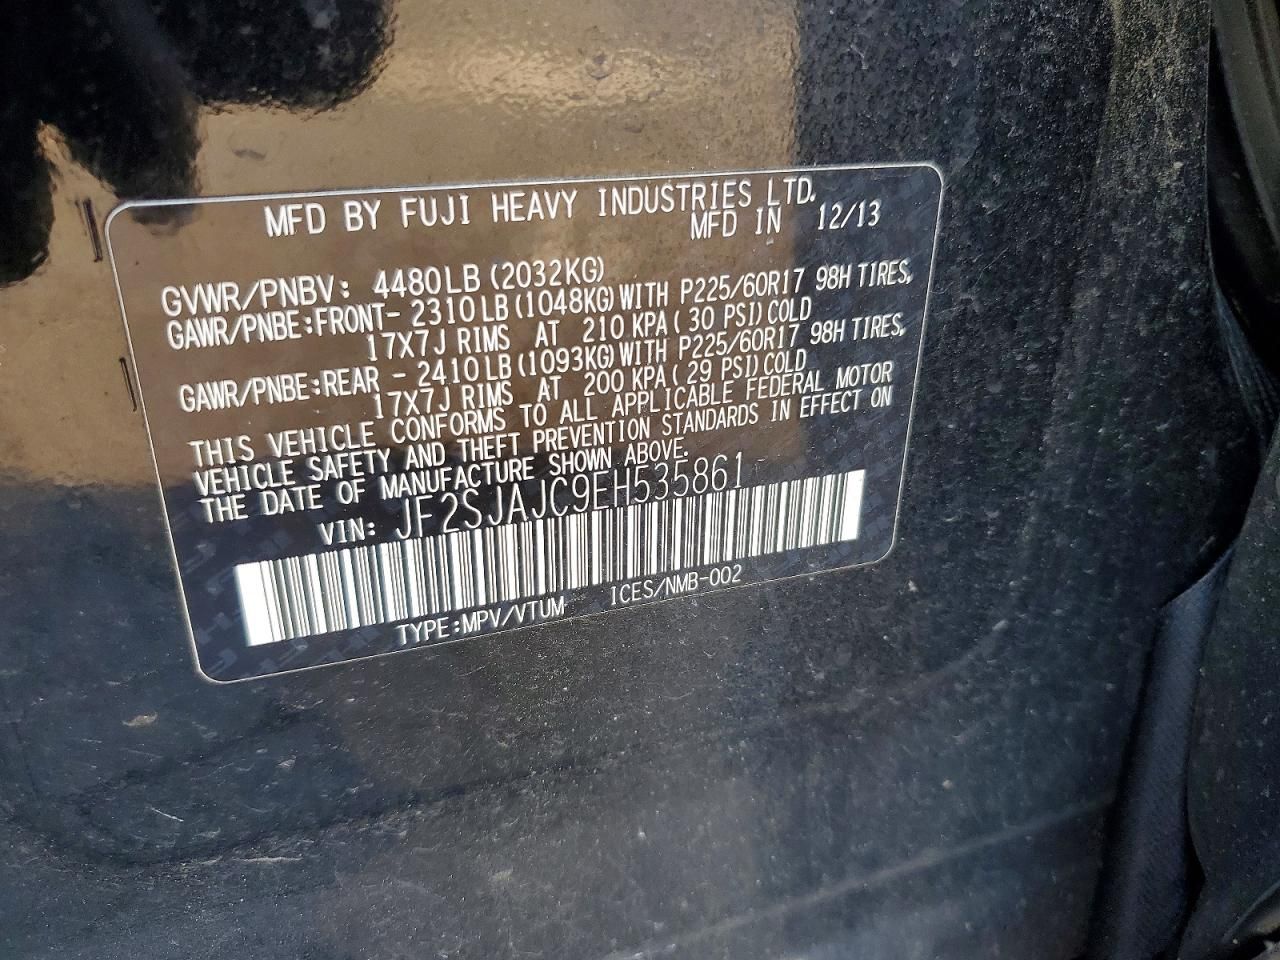 MFD BY FUJI HEAVY INDUSTRIES LTD.
MFD IN 12/13
GVWR/PNBV: 4480LB (2032KG)
GAWR/PNBE:FRONT- 2310LB (1048KG) WITH P225/60R17 98H TIRES,
17X7J RIMS AT 210 KPA (30 PSI) COLD
GAWR/PNBE:REAR - 2410LB (1093KG) WITH P225/60R17 98H TIRES,
17X7J RIMS AT 200 KPA (29 PSI) COLD
THIS VEHICLE CONFORMS TO ALL APPLICABLE FEDERAL MOTOR
VEHICLE SAFETY AND THEFT PREVENTION STANDARDS IN EFFECT ON
THE DATE OF MANUFACTURE SHOWN ABOVE.
VIN: JF2SJAJC9EH535861
TYPE:MPV/VTUM ICES/NMB-002